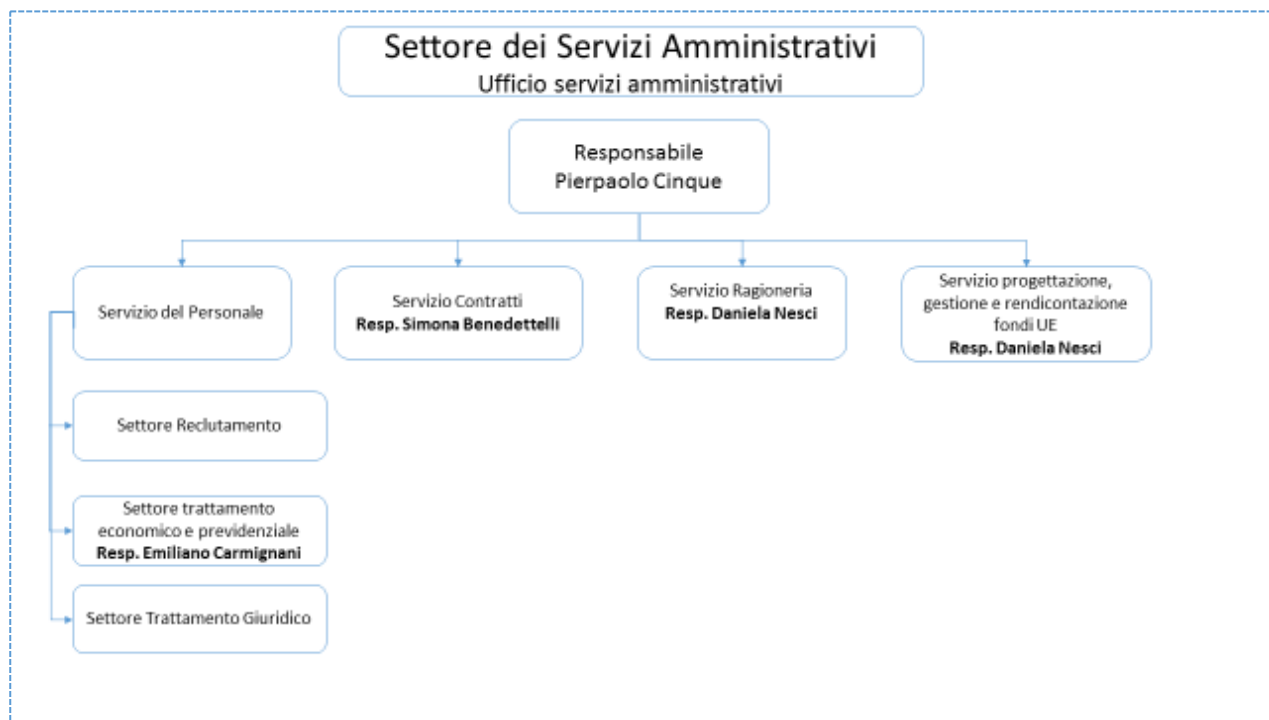 Settore dei Servizi Amministrativi
Ufficio servizi amministrativi
Responsabile
Pierpaolo Cinque
Servizio del Personale
Servizio Contratti
Resp. Simona Benedettelli
Servizio Ragioneria
Resp. Daniela Nesci
Servizio progettazione,
gestione e rendicontazione
fondi UE
Resp. Daniela Nesci
Settore Reclutamento
Settore trattamento
economico e previdenziale
Resp. Emiliano Carmignani
Settore Trattamento Giuridico